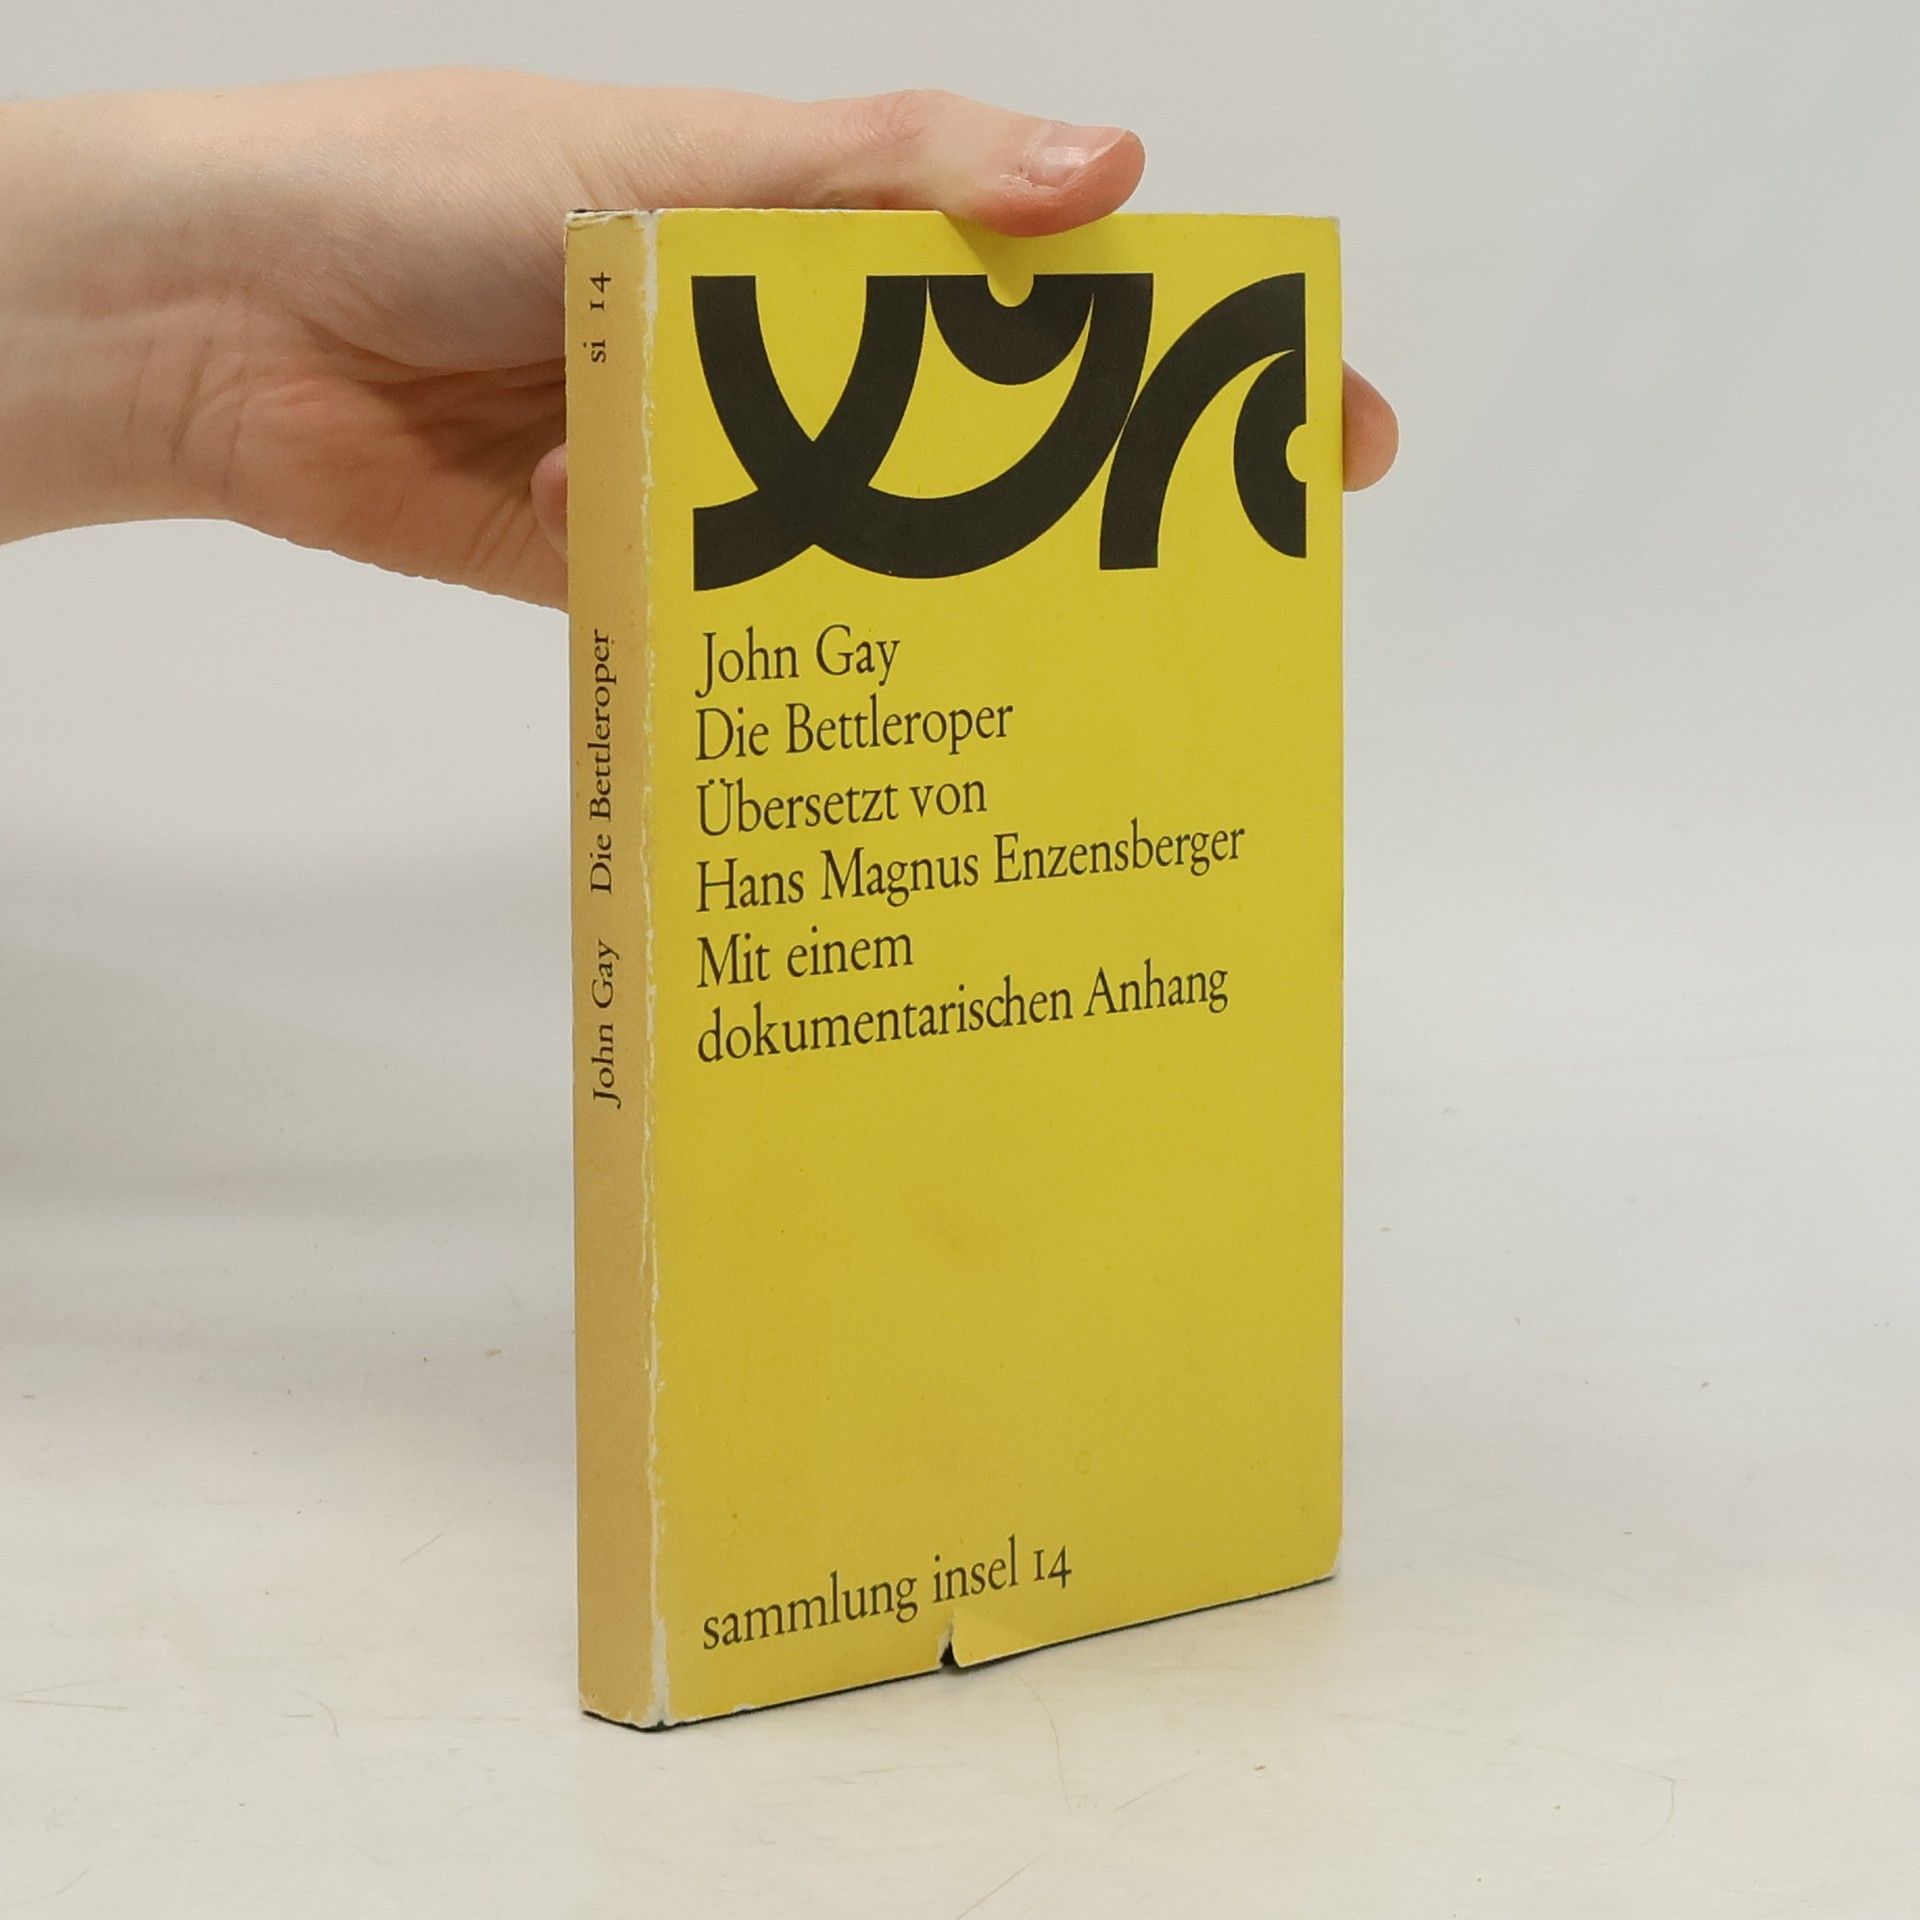 si 14
John Gay Die Bettleroper
John Gay
Die Bettleroper
Übersetzt von
Hans Magnus Enzensberger
Mit einem
dokumentarischen Anhang
sammlung insel 14